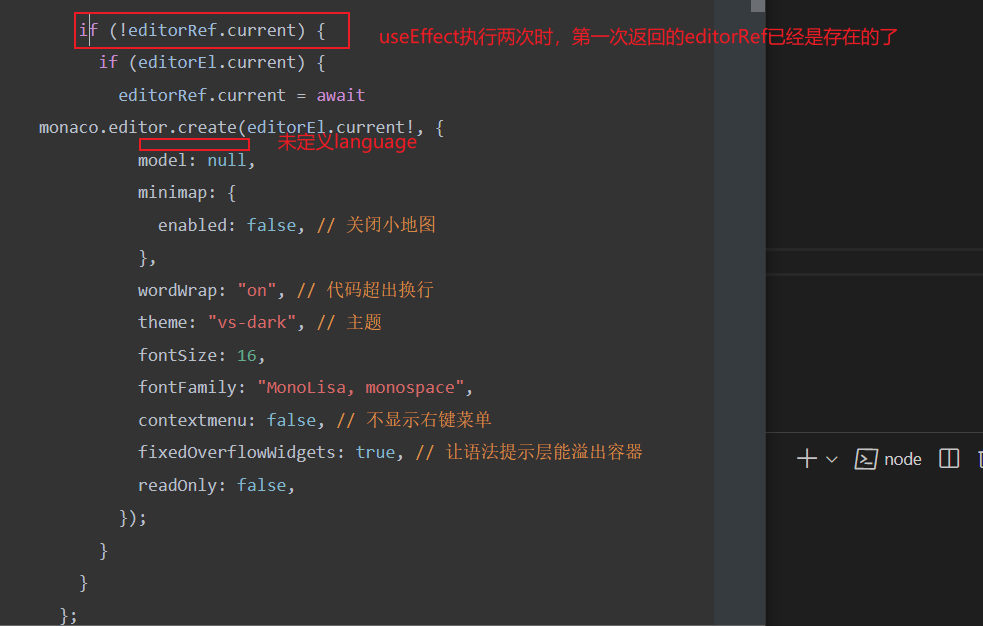 if (!editorRef.current) {
useEffect执行两次时，第一次返回的editorRef已经是存在的了
if (editorEl.current) {
editorRef.current = await
monaco.editor.create(editorEl.current!, {
未定义language
model: null,
minimap: {
enabled: false, // 关闭小地图
},
wordWrap: "on", // 代码超出换行
theme: "vs-dark", // 主题
fontSize: 16,
fontFamily: "MonoLisa, monospace",
contextmenu: false, // 不显示右键菜单
fixedOverflowWidgets: true, // 让语法提示层能溢出容器
node
readOnly: false,
});
}
}
};